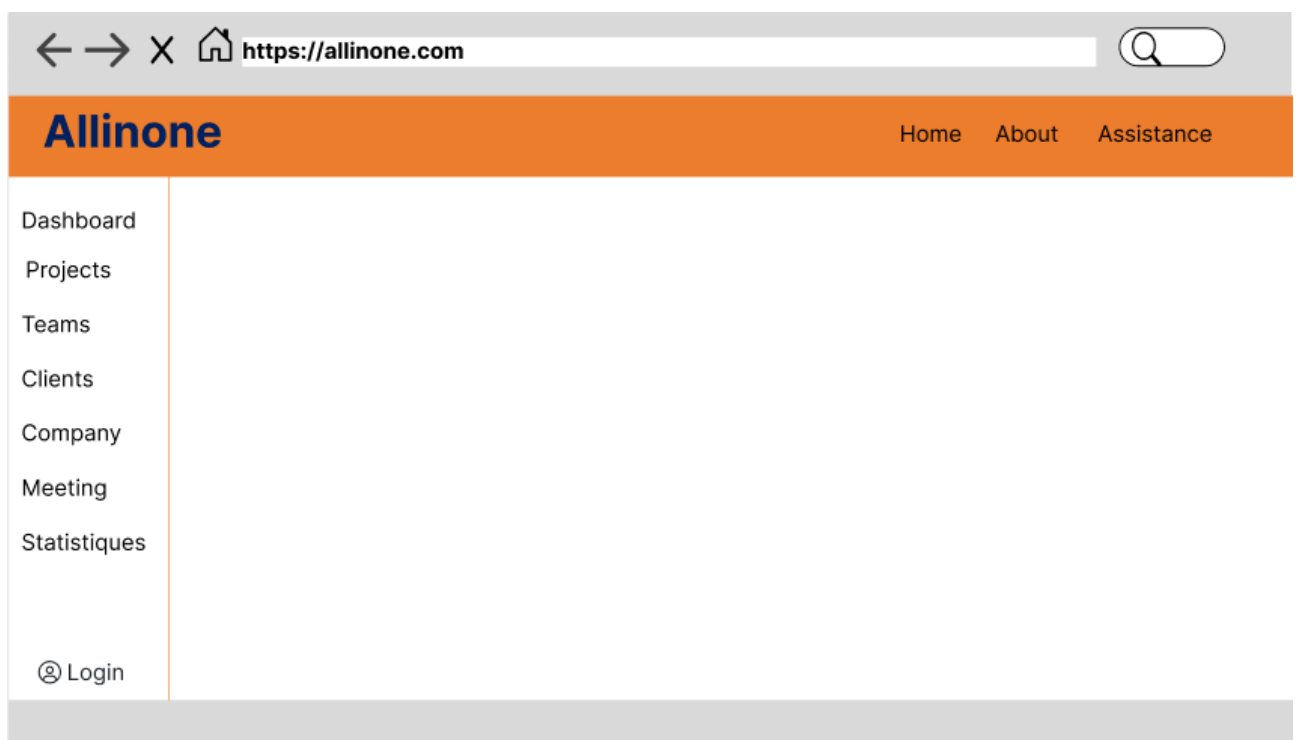 https://allinone.com
Allinone
Home About Assistance
Dashboard
Projects
Teams
Clients
Company
Meeting
Statistiques
Login